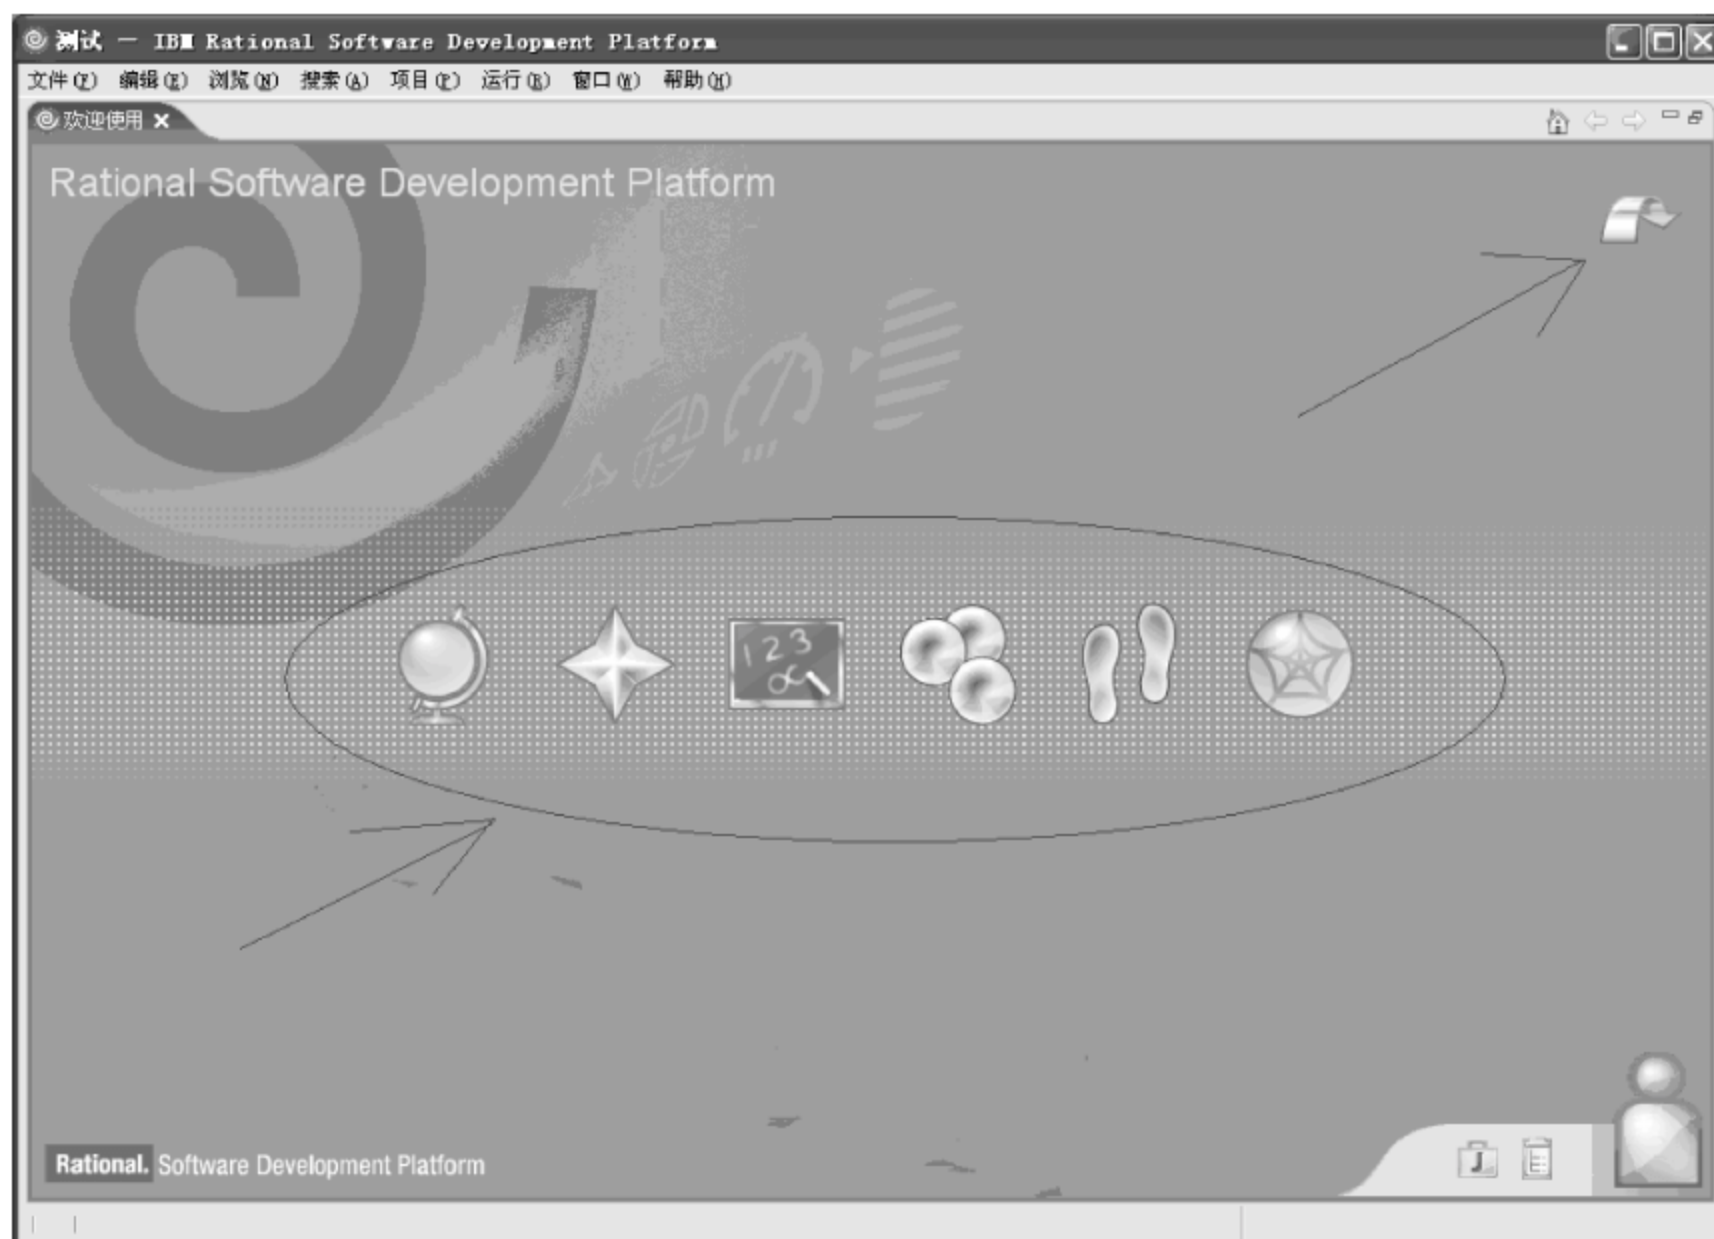 测试 - IBM Rational Software Development Platform
文件(F) 编辑(E) 浏览(N) 搜索(A) 项目(P) 运行(R) 窗口(W) 帮助(H)
欢迎使用
Rational Software Development Platform
1 2 3
Rational. Software Development Platform